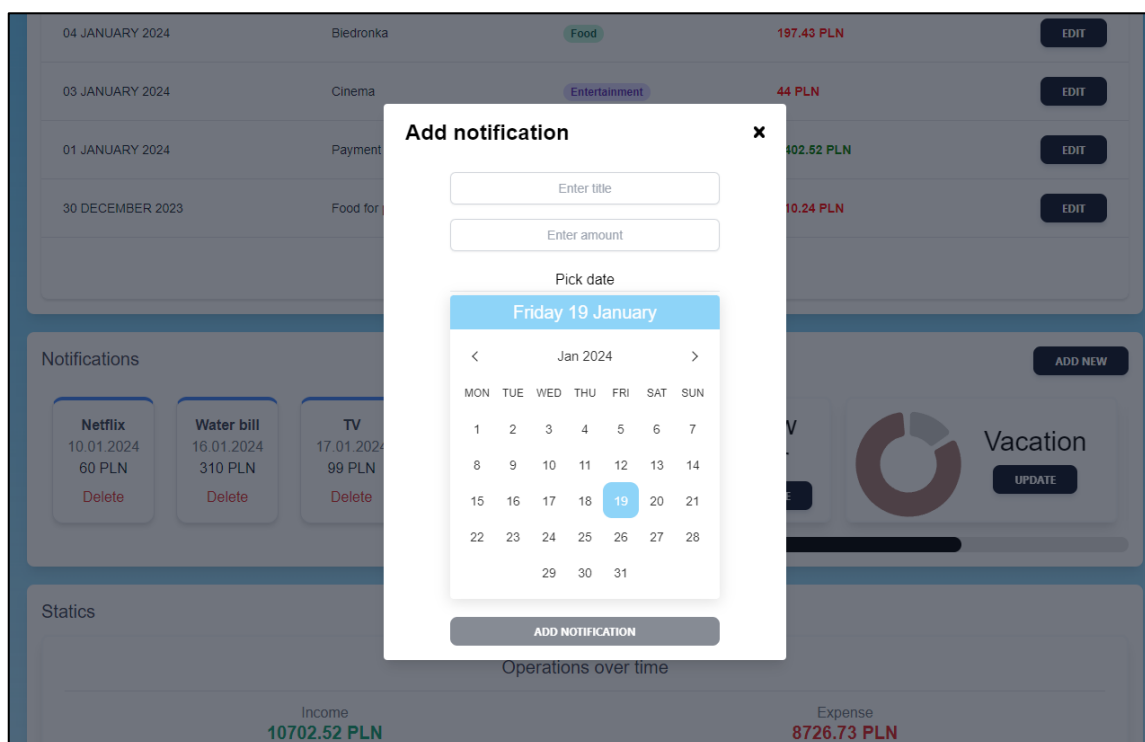 04 JANUARY 2024 Biedronka Food 197.43 PLN EDIT
03 JANUARY 2024 Cinema Entertainment 44 PLN EDIT
01 JANUARY 2024 Payment 402.52 PLN EDIT
30 DECEMBER 2023 Food for 10.24 PLN EDIT
Add notification
Enter title
Enter amount
Pick date
Friday 19 January
Jan 2024
MON TUE WED THU FRI SAT SUN
1 2 3 4 5 6 7
8 9 10 11 12 13 14
15 16 17 18 19 20 21
22 23 24 25 26 27 28
29 30 31
ADD NOTIFICATION
Notifications
ADD NEW
Netflix
10.01.2024
60 PLN
Delete
Water bill
16.01.2024
310 PLN
Delete
TV
17.01.2024
99 PLN
Delete
Vacation
UPDATE
Statics
Operations over time
Income
10702.52 PLN
Expense
8726.73 PLN